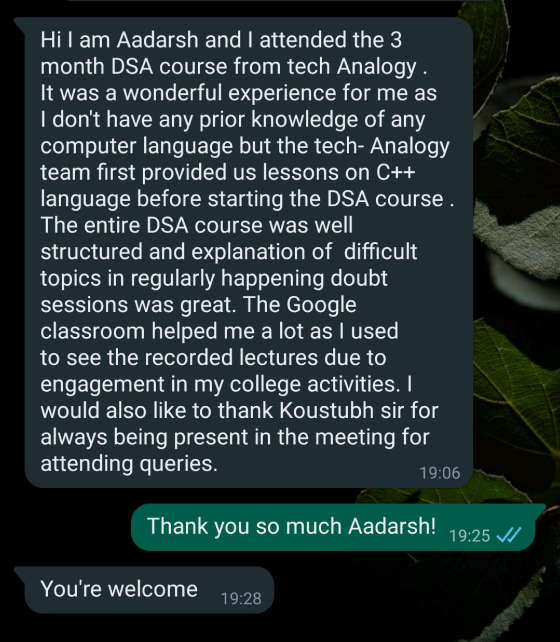 Hi I am Aadarsh and I attended the 3
month DSA course from tech Analogy .
It was a wonderful experience for me as
I don't have any prior knowledge of any
computer language but the tech- Analogy
team first provided us lessons on C++
language before starting the DSA course .
The entire DSA course was well
structured and explanation of  difficult
topics in regularly happening doubt
sessions was great. The Google
classroom helped me a lot as I used
to see the recorded lectures due to
engagement in my college activities. I
would also like to thank Koustubh sir for
always being present in the meeting for
attending queries.
19:06
Thank you so much Aadarsh!
19:25
You're welcome
19:28